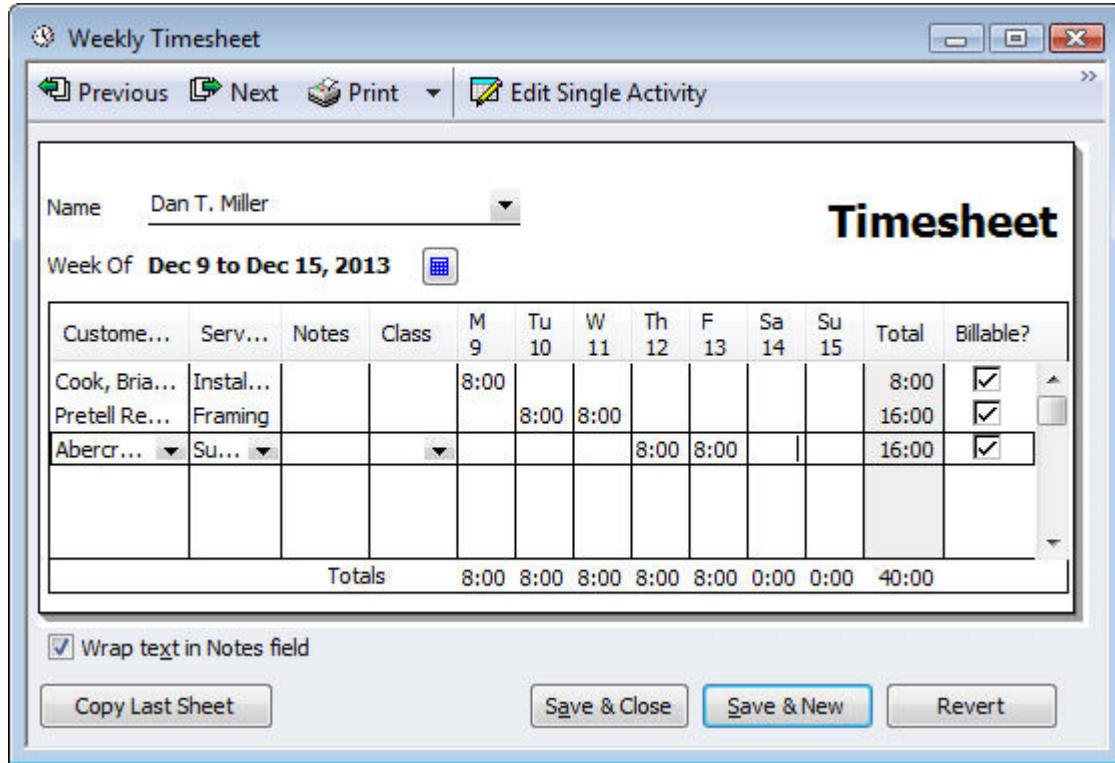 Weekly Timesheet
Previous Next Print Edit Single Activity
Name Dan T. Miller
Timesheet
Week Of Dec 9 to Dec 15, 2013
Custome... Serv... Notes Class M 9 Tu 10 W 11 Th 12 F 13 Sa 14 Su 15 Total Billable?
Cook, Bria... Instal... 8:00 8:00
Pretell Re... Framing 8:00 8:00 16:00
Abercr... Su... 8:00 8:00 16:00
Totals 8:00 8:00 8:00 8:00 8:00 0:00 0:00 40:00
Wrap text in Notes field
Copy Last Sheet Save & Close Save & New Revert